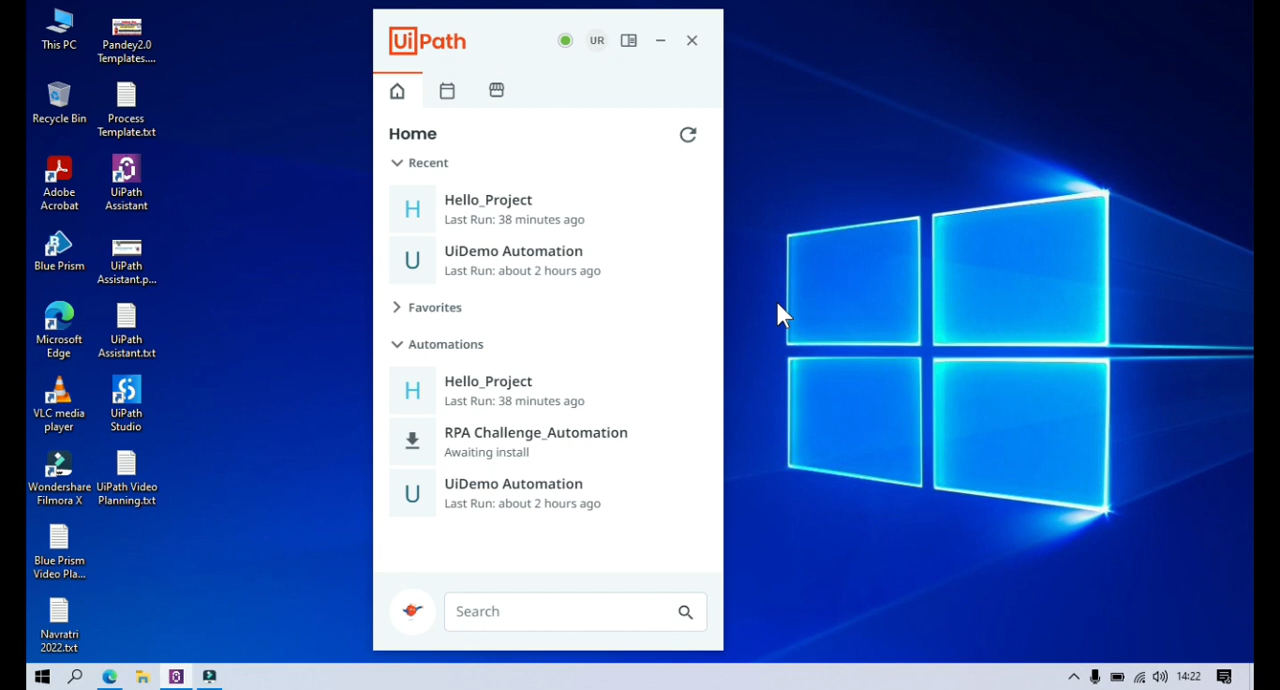 This PC
Pandey2.0
Templates....
Recycle Bin
Process
Template.txt
Adobe
Acrobat
UiPath
Assistant
Blue Prism
UiPath
Assistant.p...
Microsoft
Edge
UiPath
Assistant.txt
VLC media
player
UiPath
Studio
Wondershare
Filmora X
UiPath Video
Planning.txt
Blue Prism
Video Pla...
Navratri
2022.txt
UiPath
UR
Home
Recent
H
Hello_Project
Last Run: 38 minutes ago
U
UiDemo Automation
Last Run: about 2 hours ago
Favorites
Automations
H
Hello_Project
Last Run: 38 minutes ago
RPA Challenge_Automation
Awaiting install
U
UiDemo Automation
Last Run: about 2 hours ago
Search
14:22